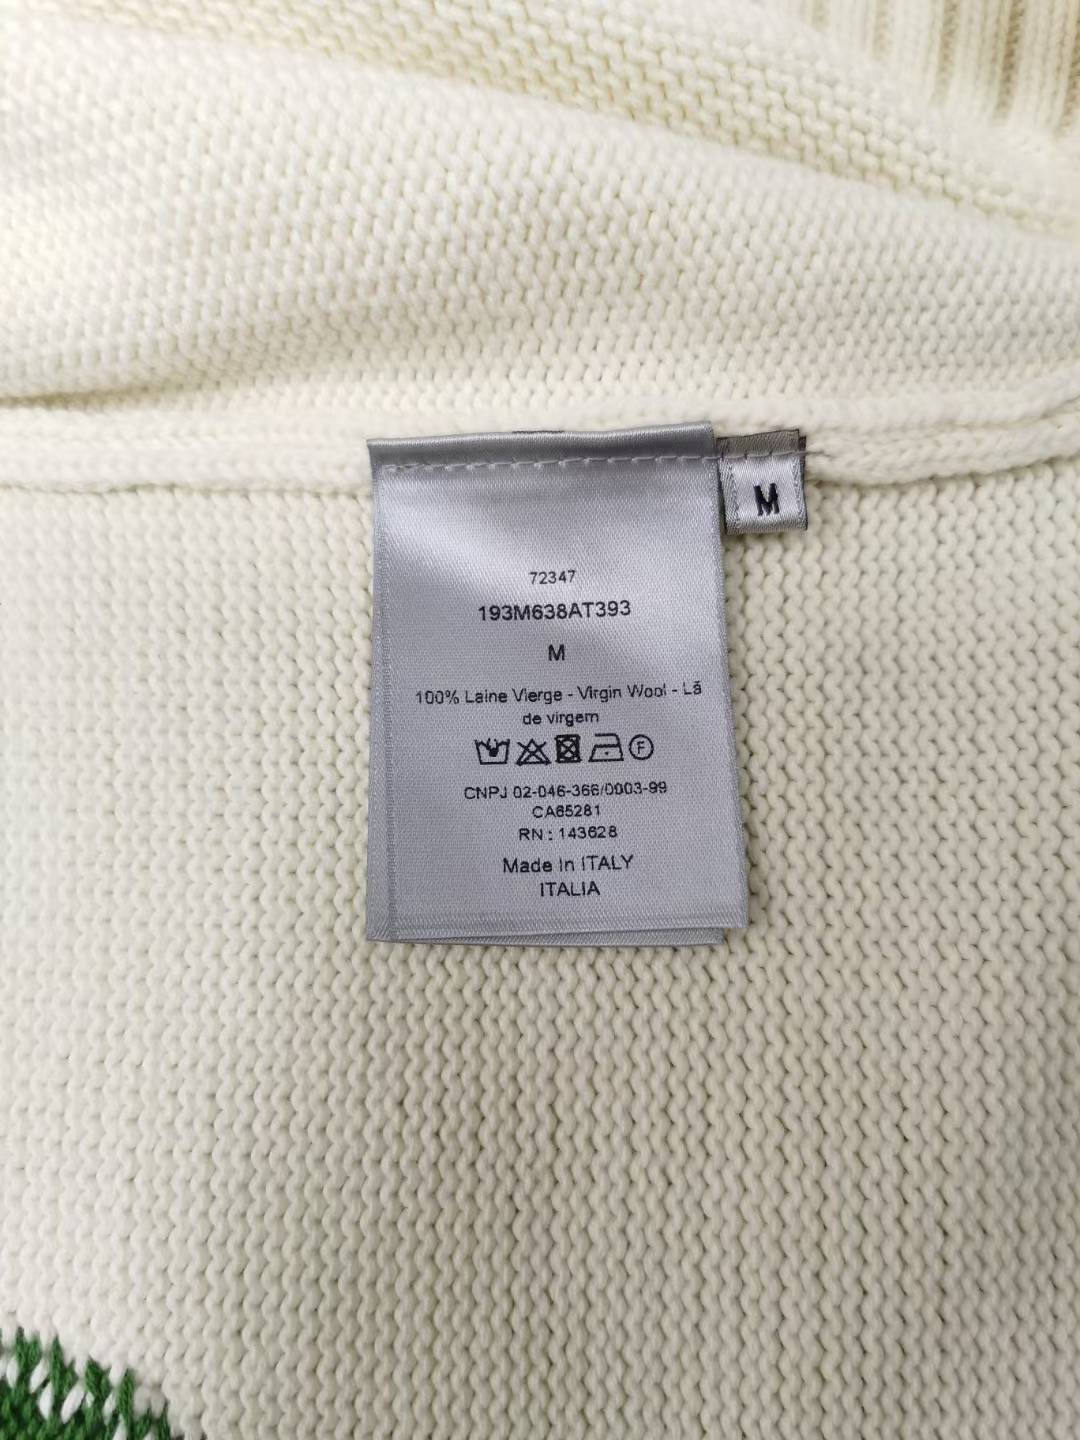 M
72347
193M638AT393
M
100% Laine Vierge - Virgin Wool - Lã
de virgem
F
CNPJ 02-046-366/0003-99
CA65281
RN : 143628
Made in ITALY
ITALIA